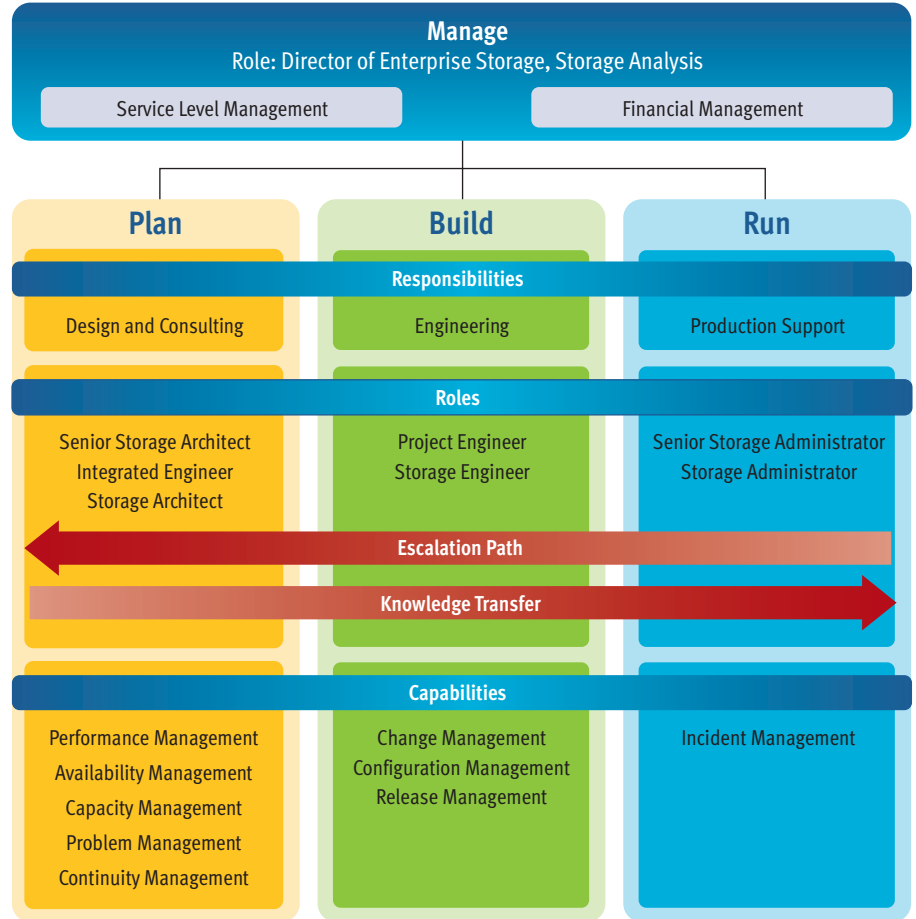 Manage
Role: Director of Enterprise Storage, Storage Analysis
Service Level Management
Financial Management
Plan
Build
Run
Responsibilities
Design and Consulting
Engineering
Production Support
Roles
Senior Storage Architect
Integrated Engineer
Storage Architect
Project Engineer
Storage Engineer
Senior Storage Administrator
Storage Administrator
Escalation Path
Knowledge Transfer
Capabilities
Performance Management
Availability Management
Capacity Management
Problem Management
Continuity Management
Change Management
Configuration Management
Release Management
Incident Management